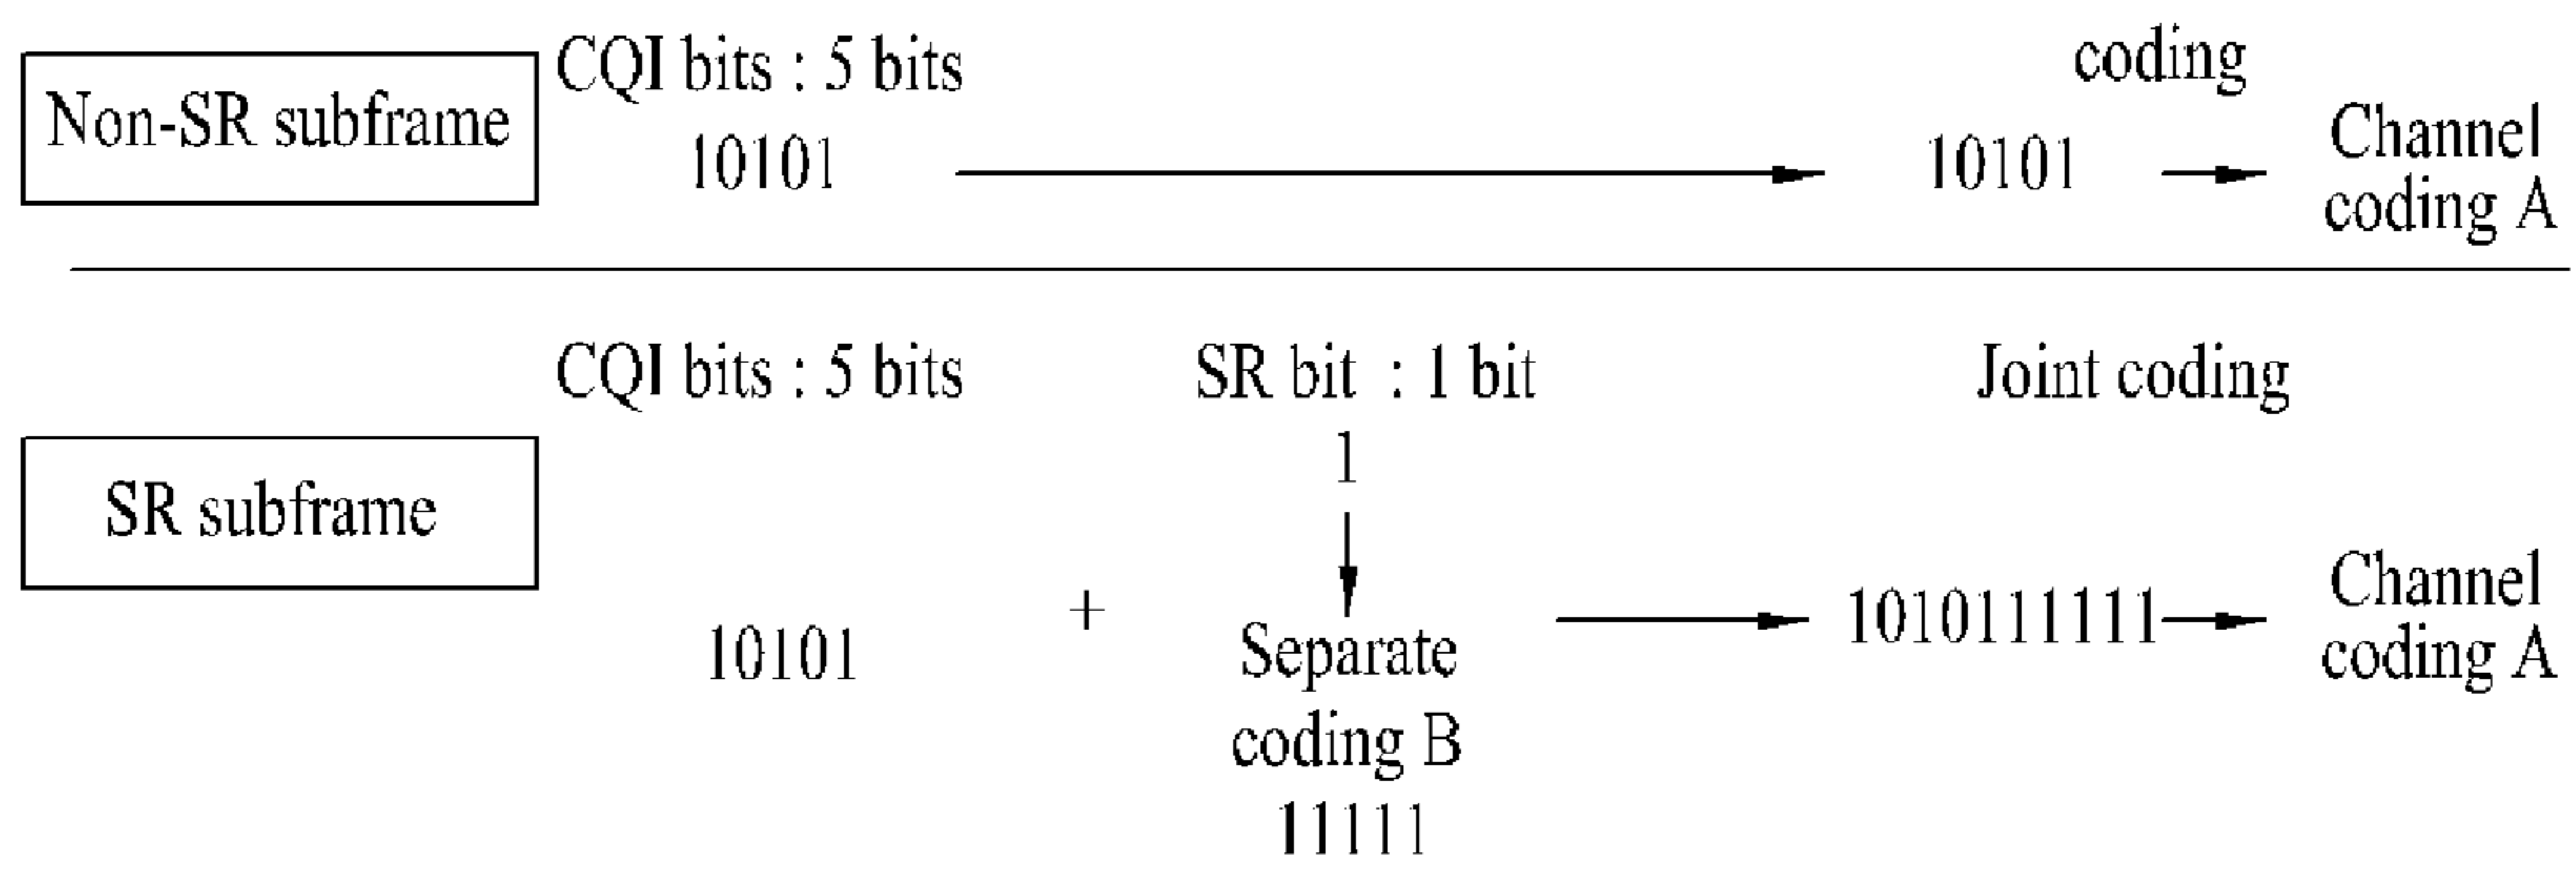 Non-SR subframe
CQI bits : 5 bits
10101
coding
10101
Channel
coding A
CQI bits : 5 bits
SR bit : 1 bit
Joint coding
1
SR subframe
10101
+
Separate
coding B
11111
1010111111
Channel
coding A